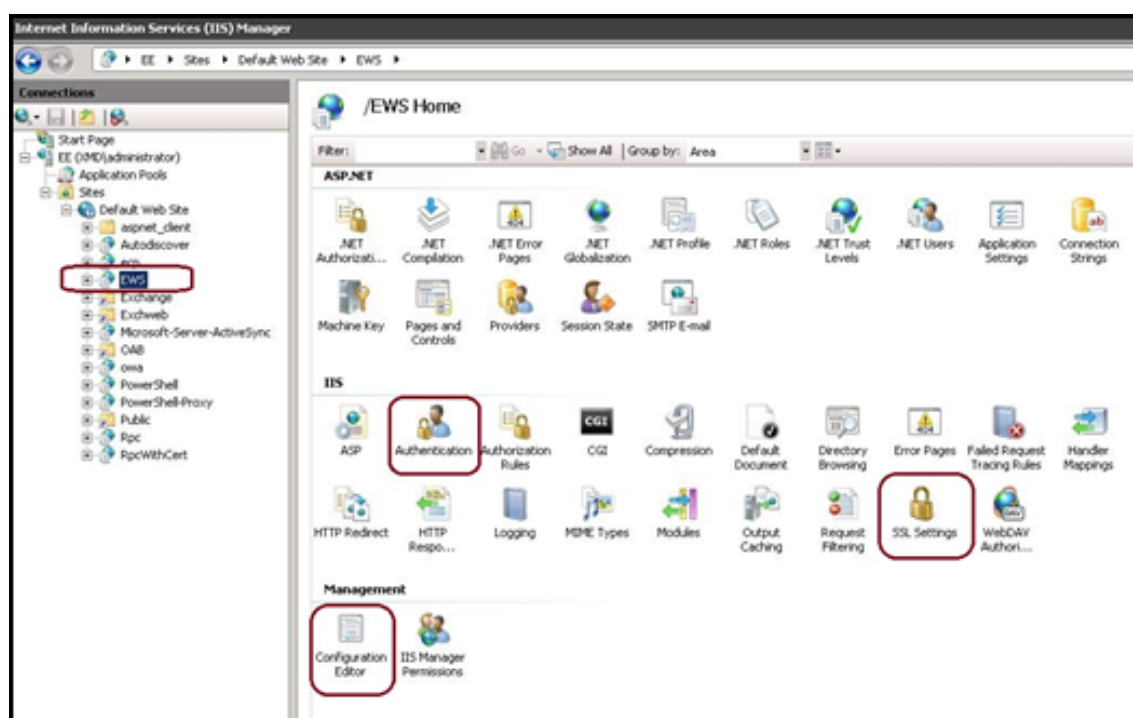 Internet Information Services (IIS) Manager
EE Sites Default Web Site EWS
Connections
Start Page
EE (XMD\administrator)
Application Pools
Sites
Default Web Site
aspnet_client
Autodiscover
ecp
EWS
Exchange
Exchweb
Microsoft-Server-ActiveSync
OAB
owa
PowerShell
PowerShell-Proxy
Public
Rpc
RpcWithCert
/EWS Home
Filter: Go Show All Group by: Area
ASP.NET
.NET Authorizati... .NET Compilation .NET Error Pages .NET Globalization .NET Profile .NET Roles .NET Trust Levels .NET Users Application Settings Connection Strings
Machine Key Pages and Controls Providers Session State SMTP E-mail
IIS
ASP Authentication Authorization Rules CGI Compression Default Document Directory Browsing Error Pages Failed Request Tracing Rules Handler Mappings
HTTP Redirect HTTP Respo... Logging MIME Types Modules Output Caching Request Filtering SSL Settings WebDAV Authori...
Management
Configuration Editor IIS Manager Permissions